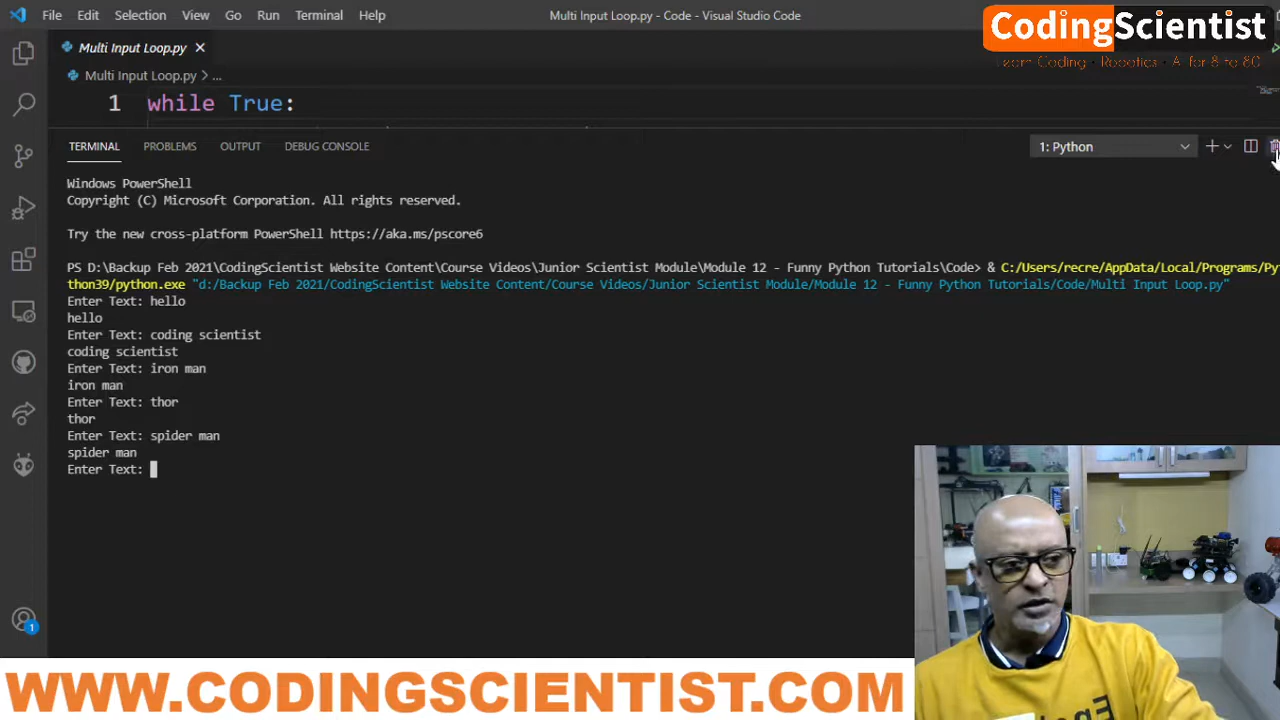 File Edit Selection View Go Run Terminal Help
Multi Input Loop.py - Code - Visual Studio Code
CodingScientist
Learn Coding · Robotics · AI for 8 to 80
Multi Input Loop.py
Multi Input Loop.py > ...
1 while True:
TERMINAL PROBLEMS OUTPUT DEBUG CONSOLE
1: Python
Windows PowerShell
Copyright (C) Microsoft Corporation. All rights reserved.
Try the new cross-platform PowerShell https://aka.ms/pscore6
PS D:\Backup Feb 2021\CodingScientist Website Content\Course Videos\Junior Scientist Module\Module 12 - Funny Python Tutorials\Code> & C:/Users/recre/AppData/Local/Programs/Py
thon39/python.exe "d:/Backup Feb 2021/CodingScientist Website Content/Course Videos/Junior Scientist Module/Module 12 - Funny Python Tutorials/Code/Multi Input Loop.py"
Enter Text: hello
hello
Enter Text: coding scientist
coding scientist
Enter Text: iron man
iron man
Enter Text: thor
thor
Enter Text: spider man
spider man
Enter Text:
1
WWW.CODINGSCIENTIST.COM